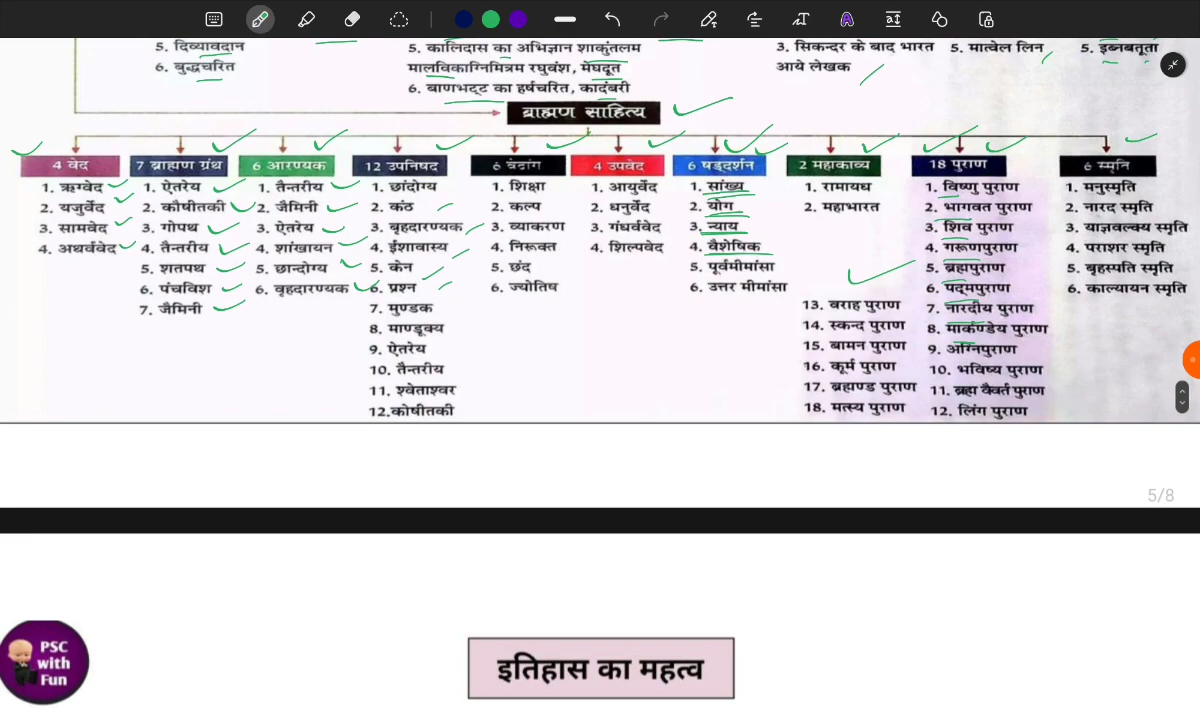 5. दिव्यावदान
6. बुद्धचरित
5. कालिदास का अभिज्ञान शाकुंतलम
मालविकाग्निमित्रम रघुवंश, मेघदूत
6. बाणभट्ट का हर्षचरित, कादंबरी
3. सिकन्दर के बाद भारत
आये लेखक
5. मात्वेल लिन
5. इब्नबतूता
ब्राह्मण साहित्य
4 वेद
1. ऋग्वेद
2. यजुर्वेद
3. सामवेद
4. अथर्ववेद
7 ब्राह्मण ग्रंथ
1. ऐतरेय
2. कौषीतकी
3. गोपथ
4. तैन्तरीय
5. शतपथ
6. पंचविश
7. जैमिनी
6 आरण्यक
1. तैन्तरीय
2. जैमिनी
3. ऐतरेय
4. शांखायन
5. छान्दोग्य
6. वृहदारण्यक
12 उपनिषद
1. छांदोग्य
2. कंठ
3. बृहदारण्यक
4. ईशावास्य
5. केन
6. प्रश्न
7. मुण्डक
8. माण्डूक्य
9. ऐतरेय
10. तैन्तरीय
11. श्वेताश्वर
12.कोषीतकी
6 वेदांग
1. शिक्षा
2. कल्प
3. व्याकरण
4. निरूक्त
5. छंद
6. ज्योतिष
4 उपवेद
1. आयुर्वेद
2. धनुर्वेद
3. गंधर्ववेद
4. शिल्पवेद
6 षड्दर्शन
1. सांख्य
2. योग
3. न्याय
4. वैशेषिक
5. पूर्वमीमांसा
6. उत्तर मीमांसा
2 महाकाव्य
1. रामायध
2. महाभारत
18 पुराण
1. विष्णु पुराण
2. भागवत पुराण
3. शिव पुराण
4. गरूणपुराण
5. ब्रह्मपुराण
6. पद्मपुराण
7. नारदीय पुराण
8. मार्कण्डेय पुराण
9. अग्निपुराण
10. भविष्य पुराण
11. ब्रह्म वैवर्त पुराण
12. लिंग पुराण
13. वराह पुराण
14. स्कन्द पुराण
15. बामन पुराण
16. कूर्म पुराण
17. ब्रह्मण्ड पुराण
18. मत्स्य पुराण
6 स्मृति
1. मनुस्मृति
2. नारद स्मृति
3. याज्ञवल्क्य स्मृति
4. पराशर स्मृति
5. बृहस्पति स्मृति
6. काल्यायन स्मृति
5/8
PSC
with
Fun
इतिहास का महत्व